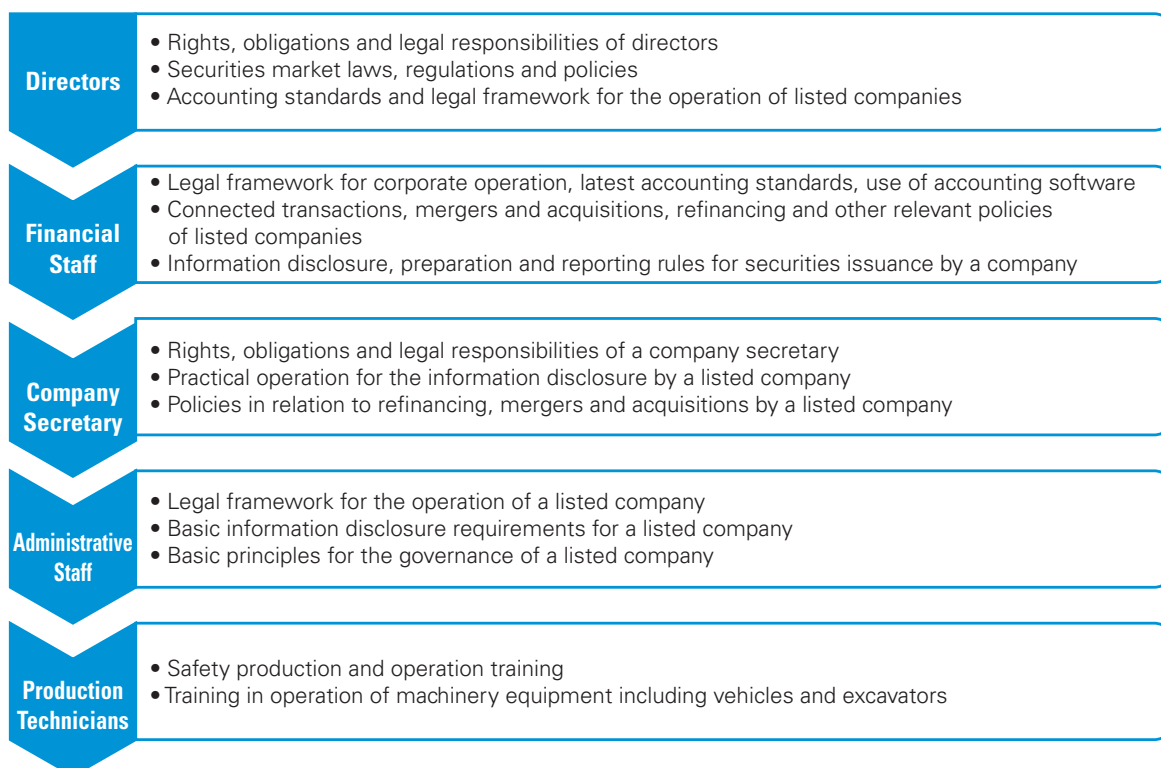 Directors
• Rights, obligations and legal responsibilities of directors
• Securities market laws, regulations and policies
• Accounting standards and legal framework for the operation of listed companies
Financial
Staff
• Legal framework for corporate operation, latest accounting standards, use of accounting software
• Connected transactions, mergers and acquisitions, refinancing and other relevant policies
of listed companies
• Information disclosure, preparation and reporting rules for securities issuance by a company
Company
Secretary
• Rights, obligations and legal responsibilities of a company secretary
• Practical operation for the information disclosure by a listed company
• Policies in relation to refinancing, mergers and acquisitions by a listed company
Administrative
Staff
• Legal framework for the operation of a listed company
• Basic information disclosure requirements for a listed company
• Basic principles for the governance of a listed company
Production
Technicians
• Safety production and operation training
• Training in operation of machinery equipment including vehicles and excavators